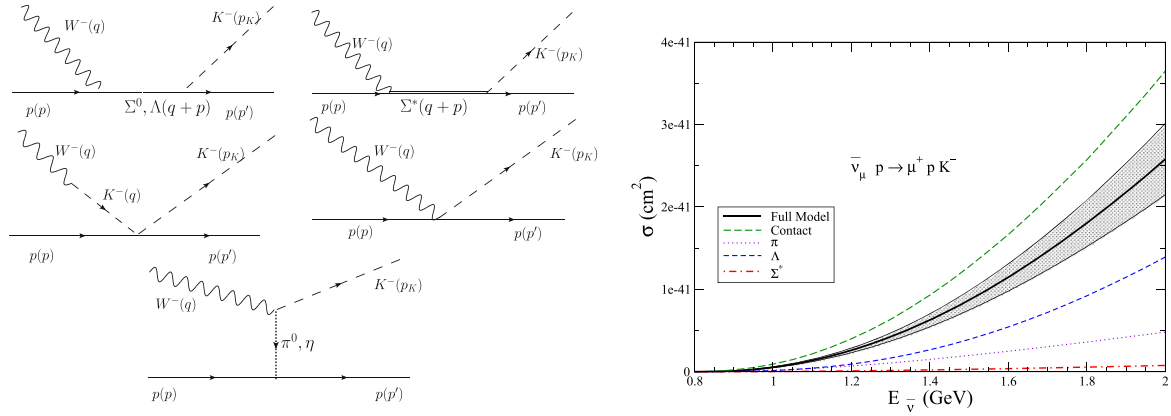 W⁻(q)
K⁻(p_K)
p(p)
Σ⁰, Λ(q + p)
p(p′)
W⁻(q)
K⁻(p_K)
p(p)
Σ*(q + p)
p(p′)
W⁻(q)
K⁻(p_K)
K⁻(q)
p(p)
p(p′)
W⁻(q)
K⁻(p_K)
p(p)
p(p′)
W⁻(q)
K⁻(p_K)
π⁰, η
p(p)
p(p′)
4e-41
3e-41
2e-41
1e-41
0
σ (cm²)
ν̄_μ p → μ⁺ p K⁻
Full Model
Contact
π
Λ
Σ*
0.8
1
1.2
1.4
1.6
1.8
2
E_ν̄ (GeV)